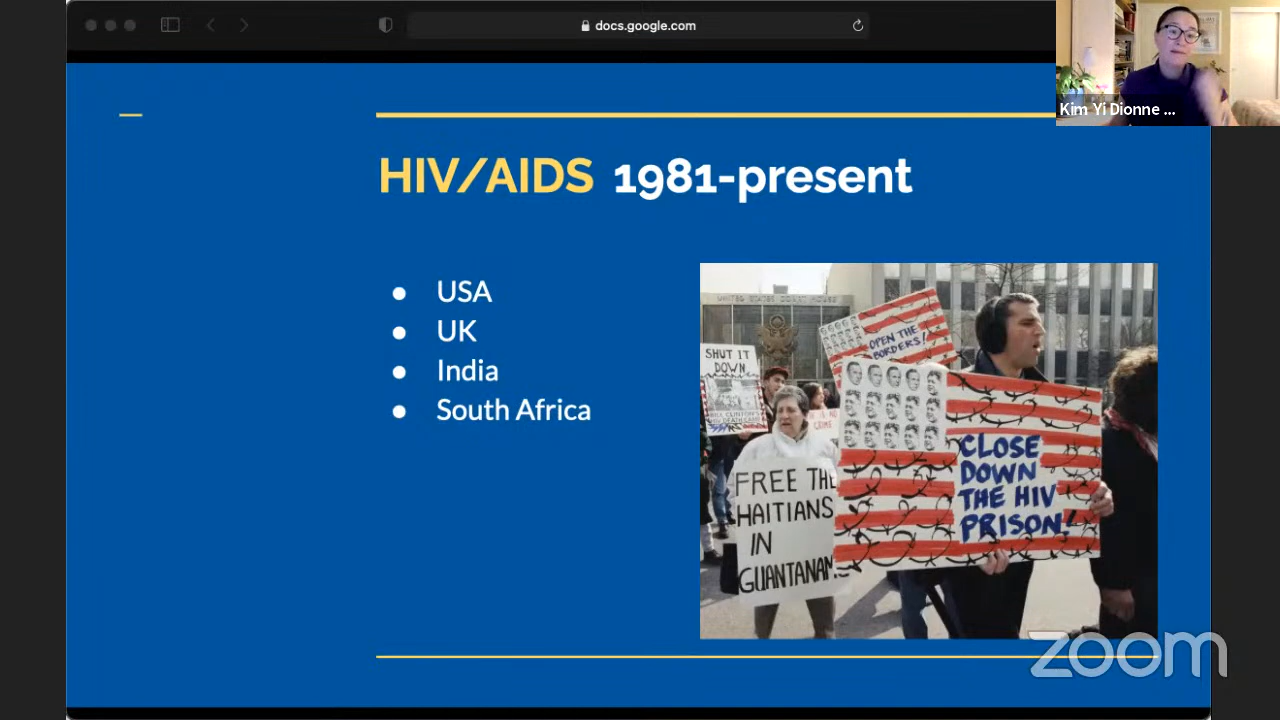 docs.google.com
Kim Yi Dionne ...
HIV/AIDS 1981-present
USA
UK
India
South Africa
UNITED STATES COURT HOUSE
OPEN THE
BORDERS!
SHUT IT
DOWN
CRIME
CLOSE
DOWN
THE HIV
PRISON!
FREE THE
HAITIANS
IN
GUANTANAM
zoom